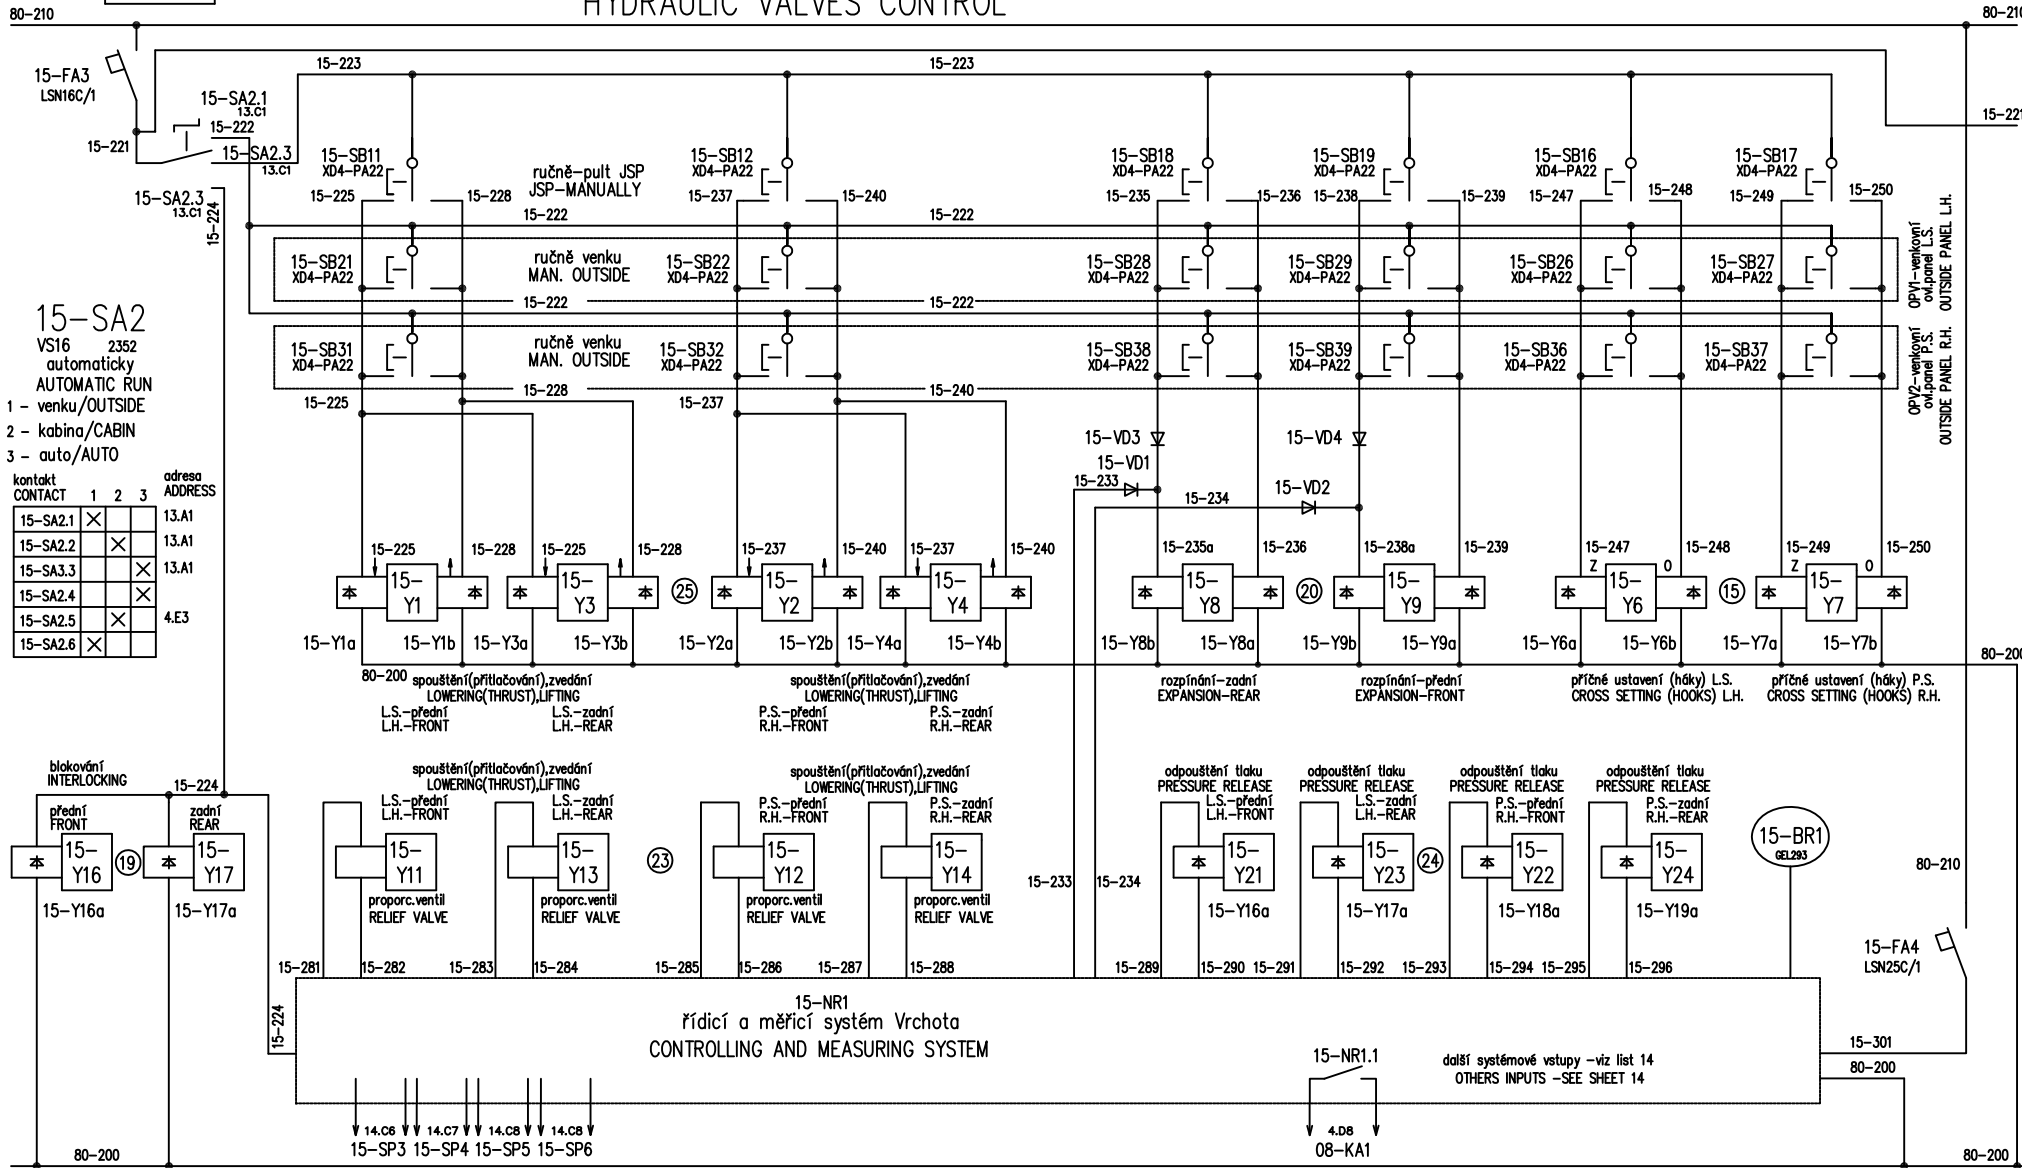 HYDRAULIC VALVES CONTROL
80-210
80-210
15-FA3
LSN16C/1
15-223
15-223
15-SA2.1
13.C1
15-222
15-221
15-221
15-SA2.3
13.C1
15-SA2.3
13.C1
15-224
15-SB11
XD4-PA22
15-225
15-228
ručně-pult JSP
JSP-MANUALLY
15-SB12
XD4-PA22
15-237
15-240
15-SB18
XD4-PA22
15-235
15-236
15-SB19
XD4-PA22
15-238
15-239
15-SB16
XD4-PA22
15-247
15-248
15-SB17
XD4-PA22
15-249
15-250
15-222
15-222
15-SB21
XD4-PA22
ručně venku
MAN. OUTSIDE
15-SB22
XD4-PA22
15-SB28
XD4-PA22
15-SB29
XD4-PA22
15-SB26
XD4-PA22
15-SB27
XD4-PA22
OPV1-venkovní
ovl.panel L.S.
OUTSIDE PANEL L.H.
15-222
15-222
15-SB31
XD4-PA22
ručně venku
MAN. OUTSIDE
15-SB32
XD4-PA22
15-SB38
XD4-PA22
15-SB39
XD4-PA22
15-SB36
XD4-PA22
15-SB37
XD4-PA22
OPV2-venkovní
ovl.panel P.S.
OUTSIDE PANEL R.H.
15-228
15-240
15-225
15-237
15-SA2
VS16 2352
automaticky
AUTOMATIC RUN
1 - venku/OUTSIDE
2 - kabina/CABIN
3 - auto/AUTO
kontakt adresa
CONTACT 1 2 3 ADDRESS
15-SA2.1 X 13.A1
15-SA2.2 X 13.A1
15-SA3.3 X 13.A1
15-SA2.4 X
15-SA2.5 X 4.E3
15-SA2.6 X
15-VD3
15-VD4
15-VD1
15-233
15-234
15-VD2
15-225 15-228 15-225 15-228 15-237 15-240 15-237 15-240 15-235a 15-236 15-238a 15-239 15-247 15-248 15-249 15-250
Z O Z O
15-Y1
15-Y3
25
15-Y2
15-Y4
15-Y8
20
15-Y9
15-Y6
15
15-Y7
15-Y1a 15-Y1b 15-Y3a 15-Y3b 15-Y2a 15-Y2b 15-Y4a 15-Y4b 15-Y8b 15-Y8a 15-Y9b 15-Y9a 15-Y6a 15-Y6b 15-Y7a 15-Y7b
80-200
80-200
spouštění(přitlačování),zvedání
LOWERING(THRUST),LIFTING
L.S.-přední
L.H.-FRONT
L.S.-zadní
L.H.-REAR
spouštění(přitlačování),zvedání
LOWERING(THRUST),LIFTING
P.S.-přední
R.H.-FRONT
P.S.-zadní
R.H.-REAR
rozpínání-zadní
EXPANSION-REAR
rozpínání-přední
EXPANSION-FRONT
příčné ustavení (háky) L.S.
CROSS SETTING (HOOKS) L.H.
příčné ustavení (háky) P.S.
CROSS SETTING (HOOKS) R.H.
blokování
INTERLOCKING
15-224
přední
FRONT
zadní
REAR
15-Y16
19
15-Y17
15-Y16a
15-Y17a
spouštění(přitlačování),zvedání
LOWERING(THRUST),LIFTING
L.S.-přední
L.H.-FRONT
L.S.-zadní
L.H.-REAR
15-Y11
proporc.ventil
RELIEF VALVE
15-Y13
proporc.ventil
RELIEF VALVE
23
spouštění(přitlačování),zvedání
LOWERING(THRUST),LIFTING
P.S.-přední
R.H.-FRONT
P.S.-zadní
R.H.-REAR
15-Y12
proporc.ventil
RELIEF VALVE
15-Y14
proporc.ventil
RELIEF VALVE
15-233
15-234
odpouštění tlaku
PRESSURE RELEASE
L.S.-přední
L.H.-FRONT
15-Y21
15-Y16a
odpouštění tlaku
PRESSURE RELEASE
L.S.-zadní
L.H.-REAR
15-Y23
15-Y17a
24
odpouštění tlaku
PRESSURE RELEASE
P.S.-přední
R.H.-FRONT
15-Y22
15-Y18a
odpouštění tlaku
PRESSURE RELEASE
P.S.-zadní
R.H.-REAR
15-Y24
15-Y19a
15-BR1
GEL293
80-210
15-FA4
LSN25C/1
15-281 15-282 15-283 15-284 15-285 15-286 15-287 15-288 15-289 15-290 15-291 15-292 15-293 15-294 15-295 15-296
15-224
15-NR1
řídicí a měřicí systém Vrchota
CONTROLLING AND MEASURING SYSTEM
15-NR1.1
další systémové vstupy -viz list 14
OTHERS INPUTS -SEE SHEET 14
15-301
80-200
14.C6 14.C7 14.C8 14.C8
15-SP3 15-SP4 15-SP5 15-SP6
4.D8
08-KA1
80-200
80-200